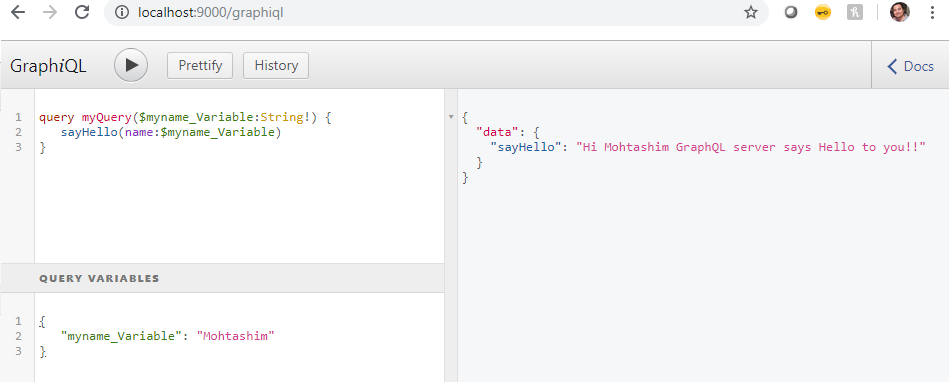 localhost:9000/graphiql
GraphiQL Prettify History Docs
1 query myQuery($myname_Variable:String!) {
2 sayHello(name:$myname_Variable)
3 }
QUERY VARIABLES
1 {
2 "myname_Variable": "Mohtashim"
3 }
{
"data": {
"sayHello": "Hi Mohtashim GraphQL server says Hello to you!!"
}
}